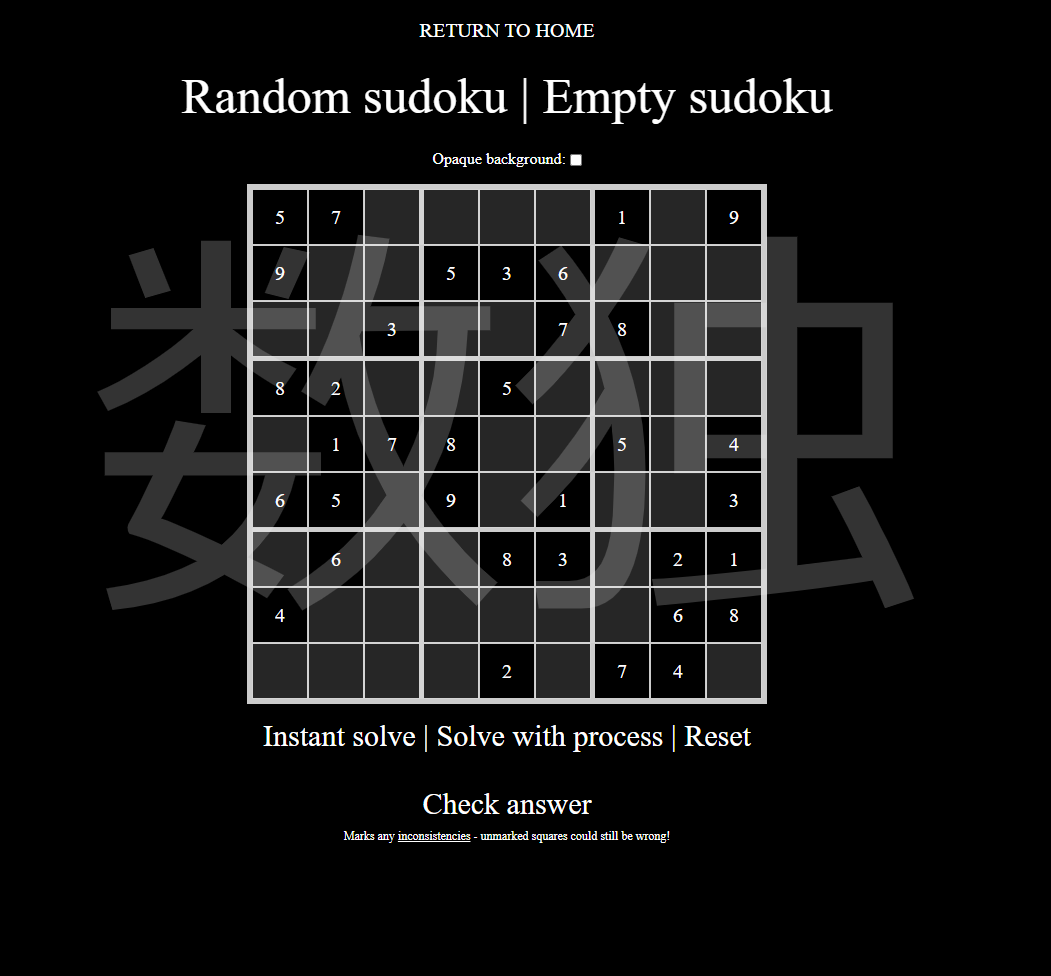 RETURN TO HOME
Random sudoku | Empty sudoku
Opaque background:
数独
5 7 1 9
9 5 3 6
3 7 8
8 2 5
1 7 8 5 4
6 5 9 1 3
6 8 3 2 1
4 6 8
2 7 4
Instant solve | Solve with process | Reset
Check answer
Marks any inconsistencies - unmarked squares could still be wrong!